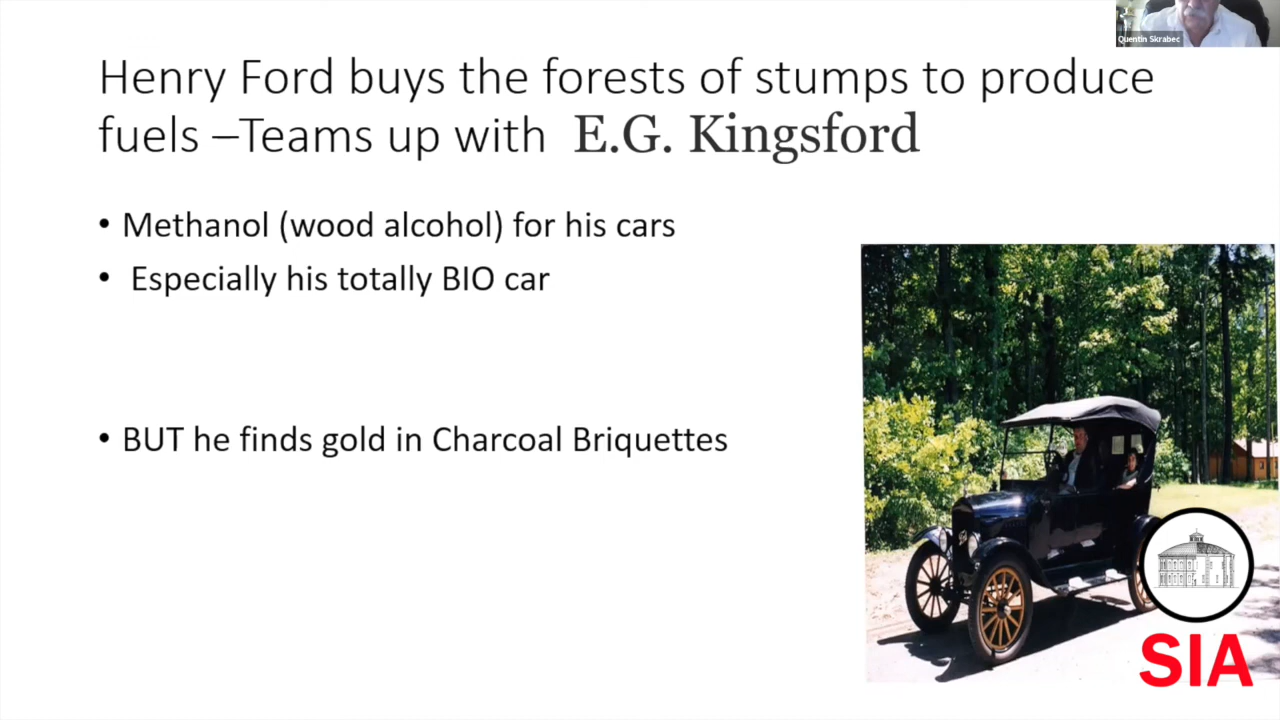 Quentin Skrabec
Henry Ford buys the forests of stumps to produce
fuels –Teams up with E.G. Kingsford
• Methanol (wood alcohol) for his cars
• Especially his totally BIO car
• BUT he finds gold in Charcoal Briquettes
SIA